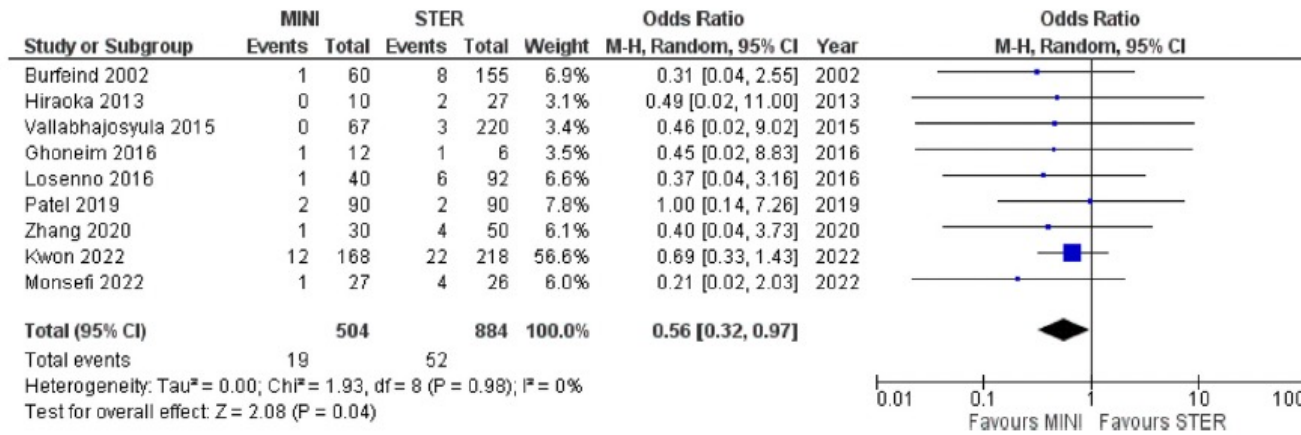 MINI STER Odds Ratio Odds Ratio
Study or Subgroup Events Total Events Total Weight M-H, Random, 95% CI Year M-H, Random, 95% CI
Burfeind 2002 1 60 8 155 6.9% 0.31 [0.04, 2.55] 2002
Hiraoka 2013 0 10 2 27 3.1% 0.49 [0.02, 11.00] 2013
Vallabhajosyula 2015 0 67 3 220 3.4% 0.46 [0.02, 9.02] 2015
Ghoneim 2016 1 12 1 6 3.5% 0.45 [0.02, 8.83] 2016
Losenno 2016 1 40 6 92 6.6% 0.37 [0.04, 3.16] 2016
Patel 2019 2 90 2 90 7.8% 1.00 [0.14, 7.26] 2019
Zhang 2020 1 30 4 50 6.1% 0.40 [0.04, 3.73] 2020
Kwon 2022 12 168 22 218 56.6% 0.69 [0.33, 1.43] 2022
Monsefi 2022 1 27 4 26 6.0% 0.21 [0.02, 2.03] 2022
Total (95% CI) 504 884 100.0% 0.56 [0.32, 0.97]
Total events 19 52
Heterogeneity: Tau² = 0.00; Chi² = 1.93, df = 8 (P = 0.98); I² = 0%
Test for overall effect: Z = 2.08 (P = 0.04)
0.01 0.1 1 10 100
Favours MINI Favours STER